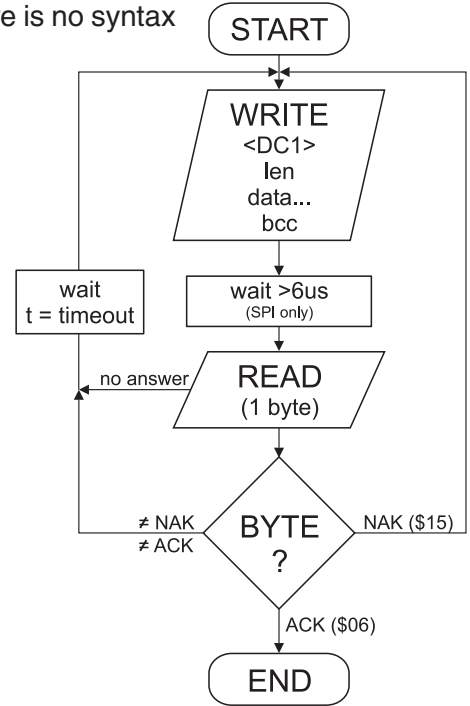 re is no syntax
START
WRITE
<DC1>
len
data...
bcc
wait
t = timeout
wait >6us
(SPI only)
no answer
READ
(1 byte)
≠ NAK
≠ ACK
BYTE
?
NAK ($15)
ACK ($06)
END